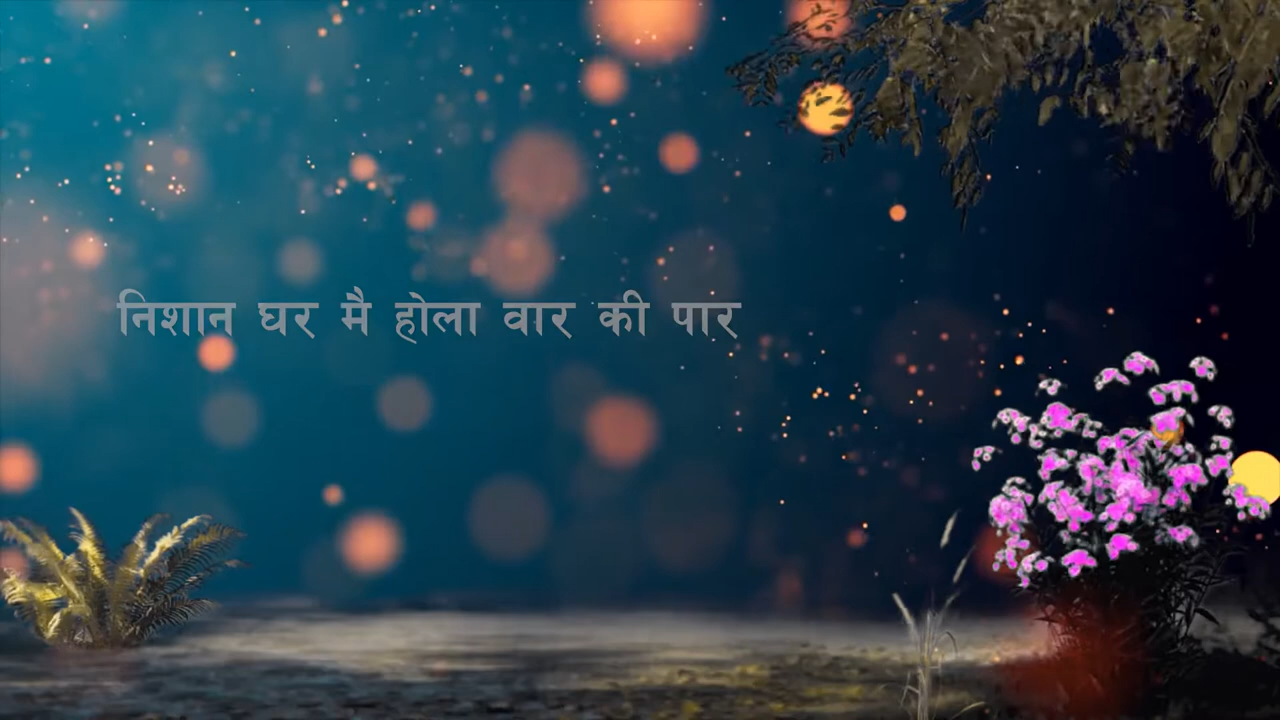 निशान घर मै होला वार की पार